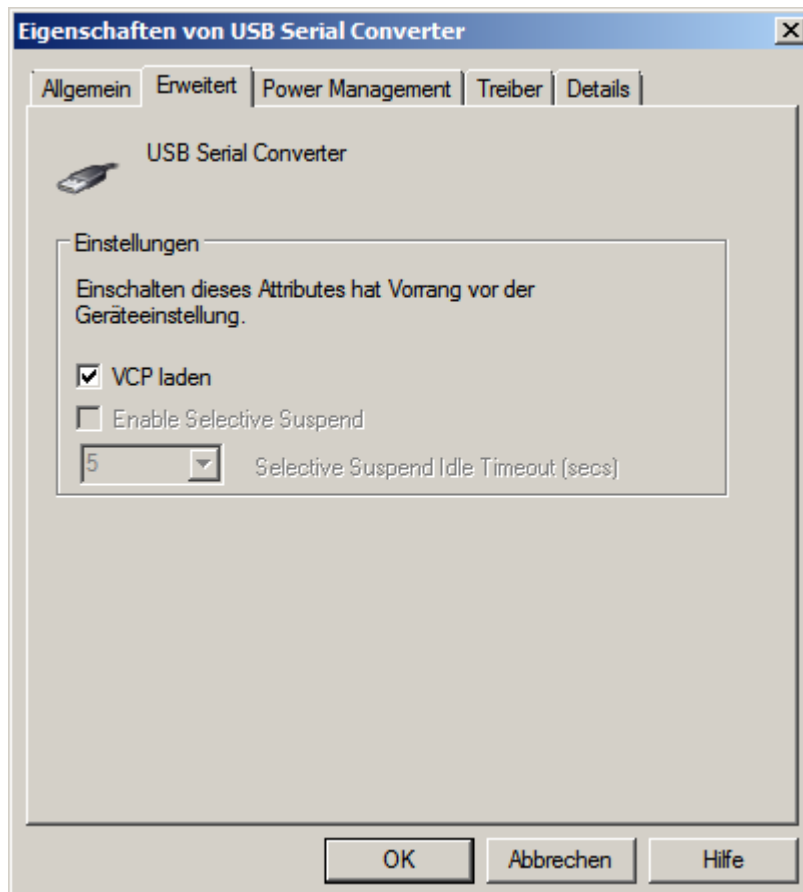 Eigenschaften von USB Serial Converter
Allgemein Erweitert Power Management Treiber Details
USB Serial Converter
Einstellungen
Einschalten dieses Attributes hat Vorrang vor der
Geräteeinstellung.
VCP laden
Enable Selective Suspend
5 Selective Suspend Idle Timeout (secs)
OK Abbrechen Hilfe